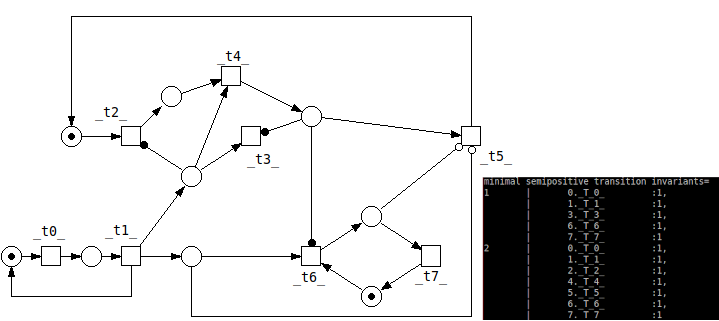 _t4_
_t2_
_t3_
_t5_
_t0_
_t1_
_t6_
_t7_
minimal semipositive transition invariants=
1 | 0._T_0_ :1,
| 1._T_1_ :1,
| 3._T_3_ :1,
| 6._T_6_ :1,
| 7._T_7_ :1
2 | 0._T_0_ :1,
| 1._T_1_ :1,
| 2._T_2_ :1,
| 4._T_4_ :1,
| 5._T_5_ :1,
| 6._T_6_ :1,
| 7._T_7_ :1